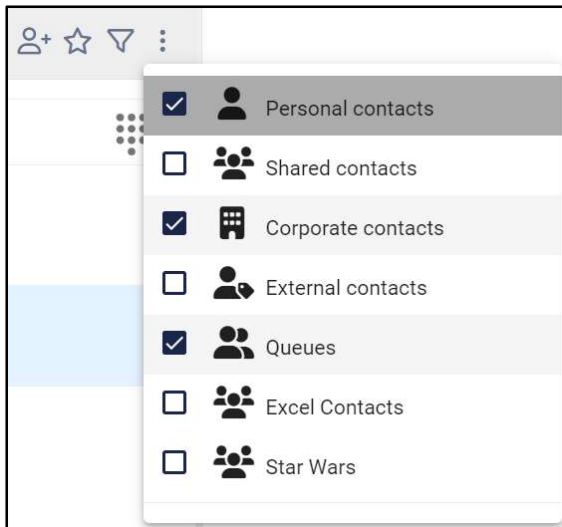 Personal contacts
Shared contacts
Corporate contacts
External contacts
Queues
Excel Contacts
Star Wars